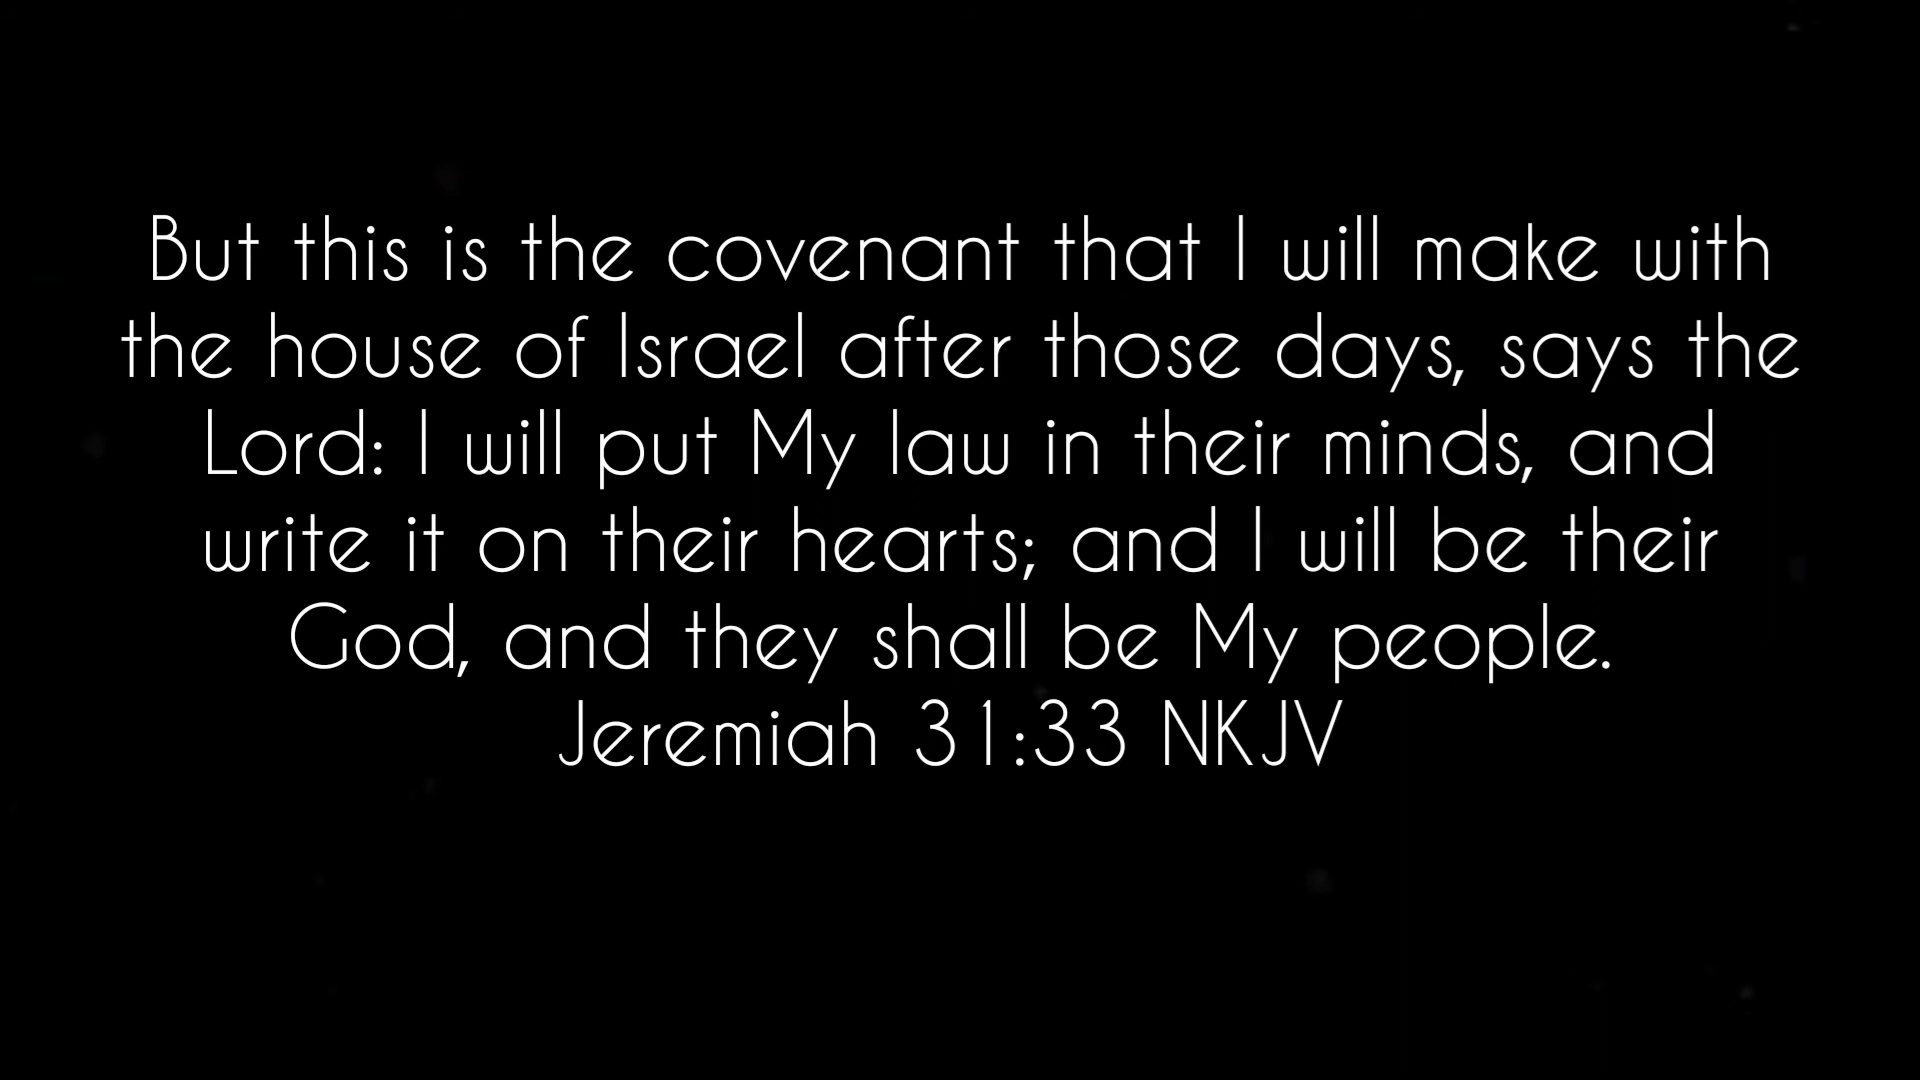 But this is the covenant that I will make with
the house of Israel after those days, says the
Lord: I will put My law in their minds, and
write it on their hearts; and I will be their
God, and they shall be My people.
Jeremiah 31:33 NKJV